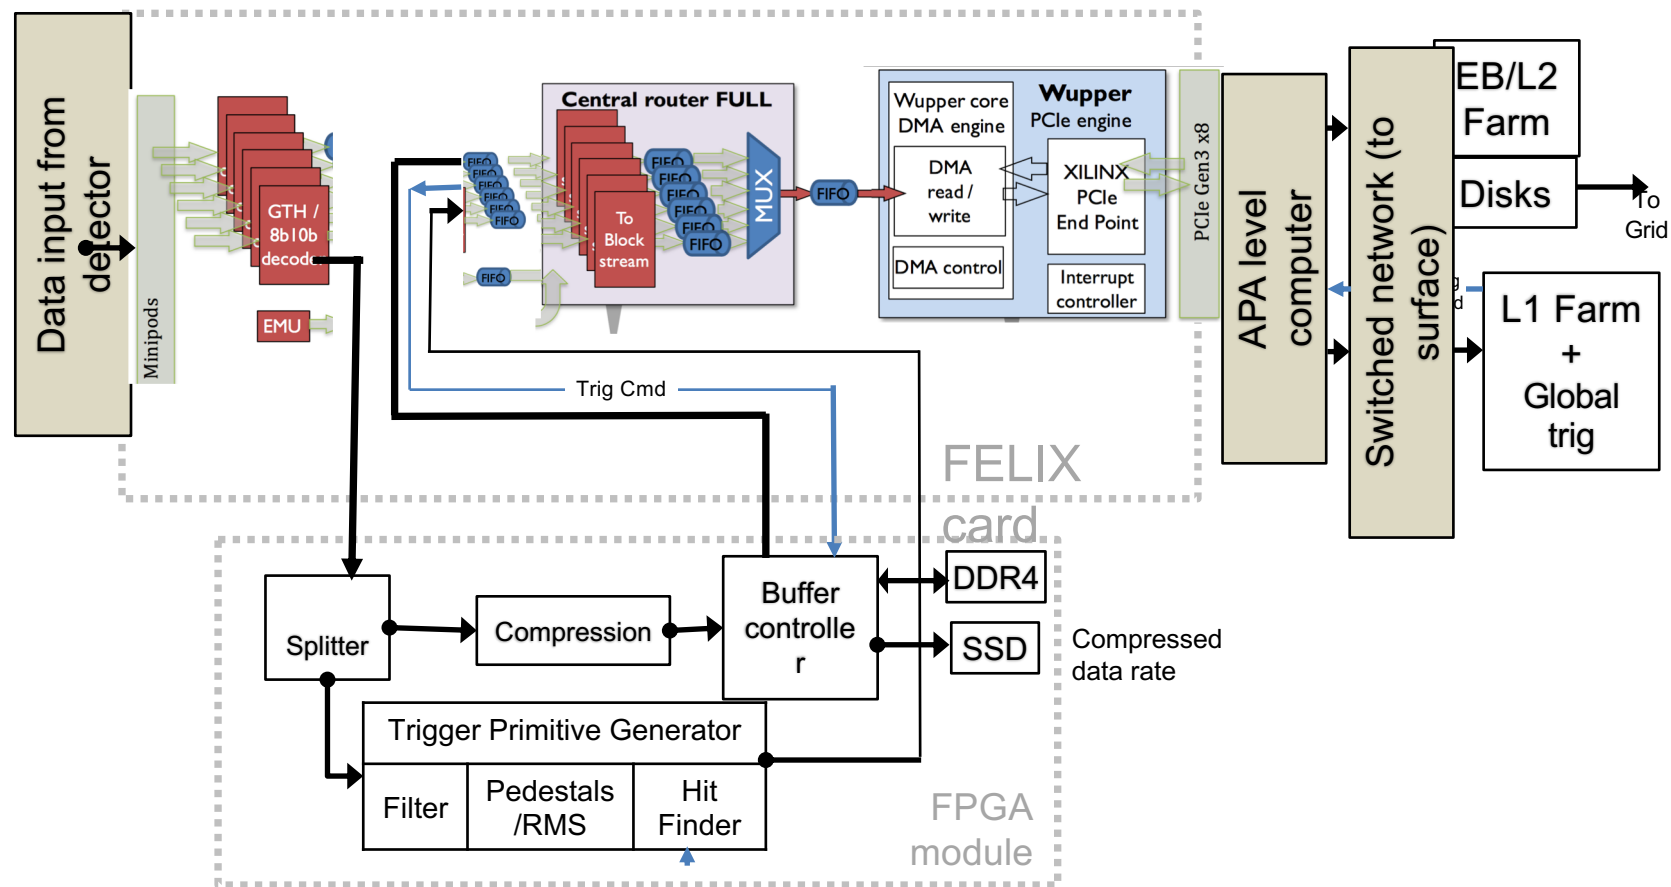 Data input from
detector
Minipods
GTH /
8b10b
decoder
EMU
FIFO
FIFO
FIFO
FIFO
FIFO
FIFO
FIFO
Central router FULL
To
Block
stream
FIFO
FIFO
FIFO
FIFO
FIFO
FIFO
MUX
FIFO
Wupper core
DMA engine
DMA
read /
write
DMA control
Wupper
PCIe engine
XILINX
PCIe
End Point
Interrupt
controller
PCIe Gen3 x8
APA level
computer
Switched network (to
surface)
EB/L2
Farm
Disks
To
Grid
L1 Farm
+
Global
trig
Trig Cmd
FELIX
card
Splitter
Compression
Buffer
controlle
r
DDR4
SSD
Compressed
data rate
Trigger Primitive Generator
Filter
Pedestals
/RMS
Hit
Finder
FPGA
module